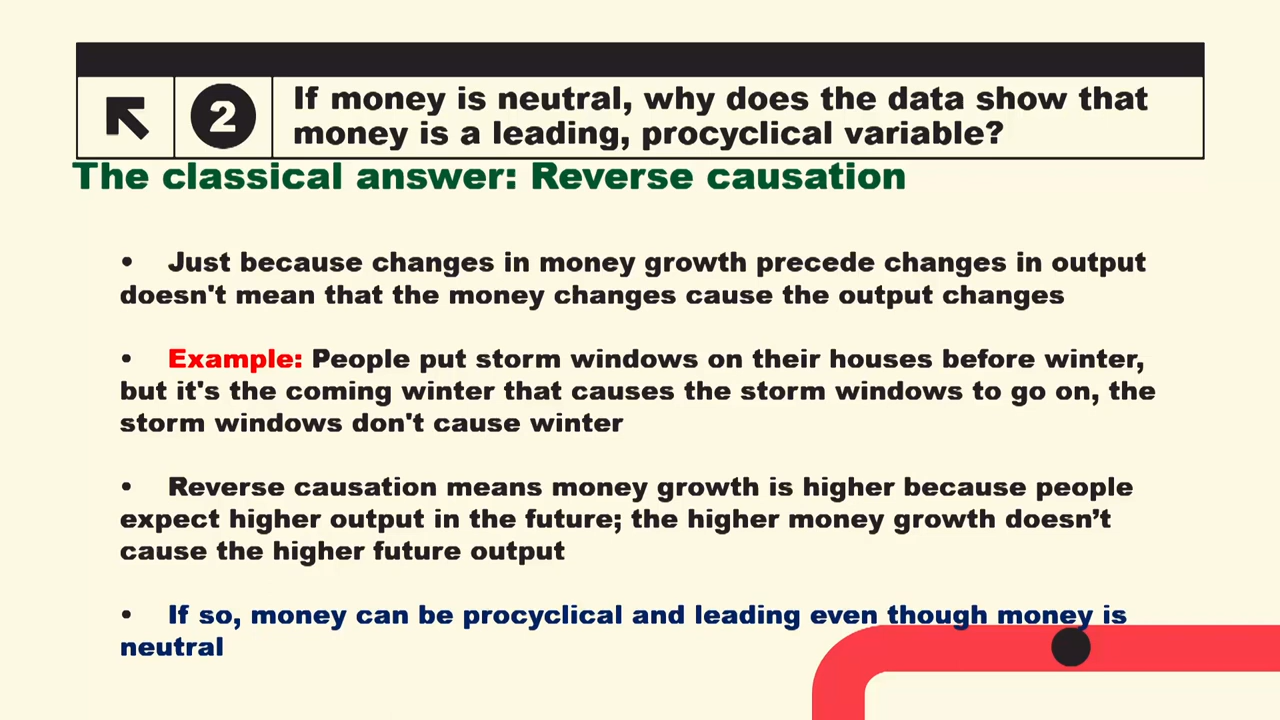 2
If money is neutral, why does the data show that
money is a leading, procyclical variable?
The classical answer: Reverse causation
• Just because changes in money growth precede changes in output
doesn't mean that the money changes cause the output changes
• Example: People put storm windows on their houses before winter,
but it's the coming winter that causes the storm windows to go on, the
storm windows don't cause winter
• Reverse causation means money growth is higher because people
expect higher output in the future; the higher money growth doesn’t
cause the higher future output
• If so, money can be procyclical and leading even though money is
neutral